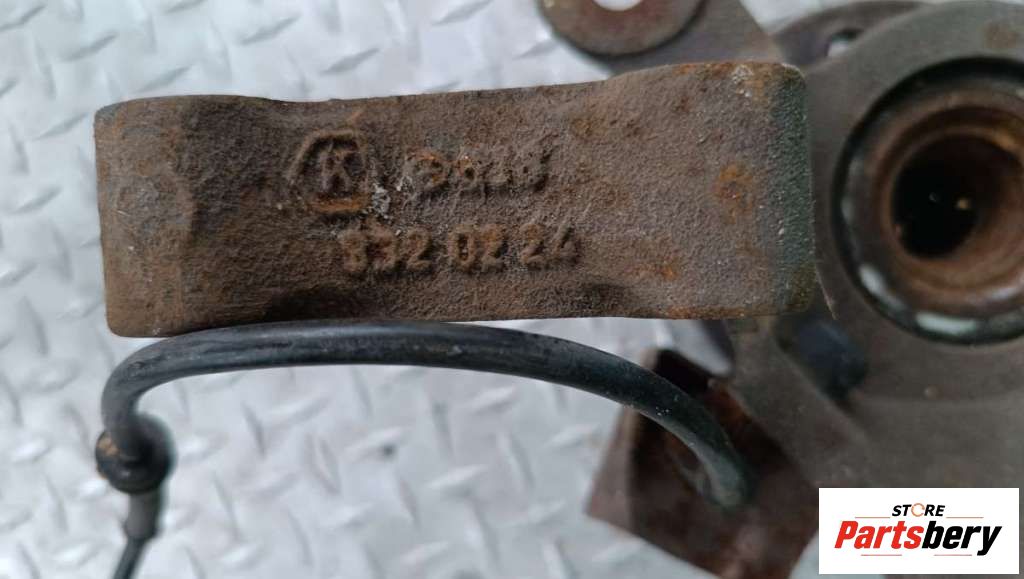 K
332 02 24
STORE
Partsbery